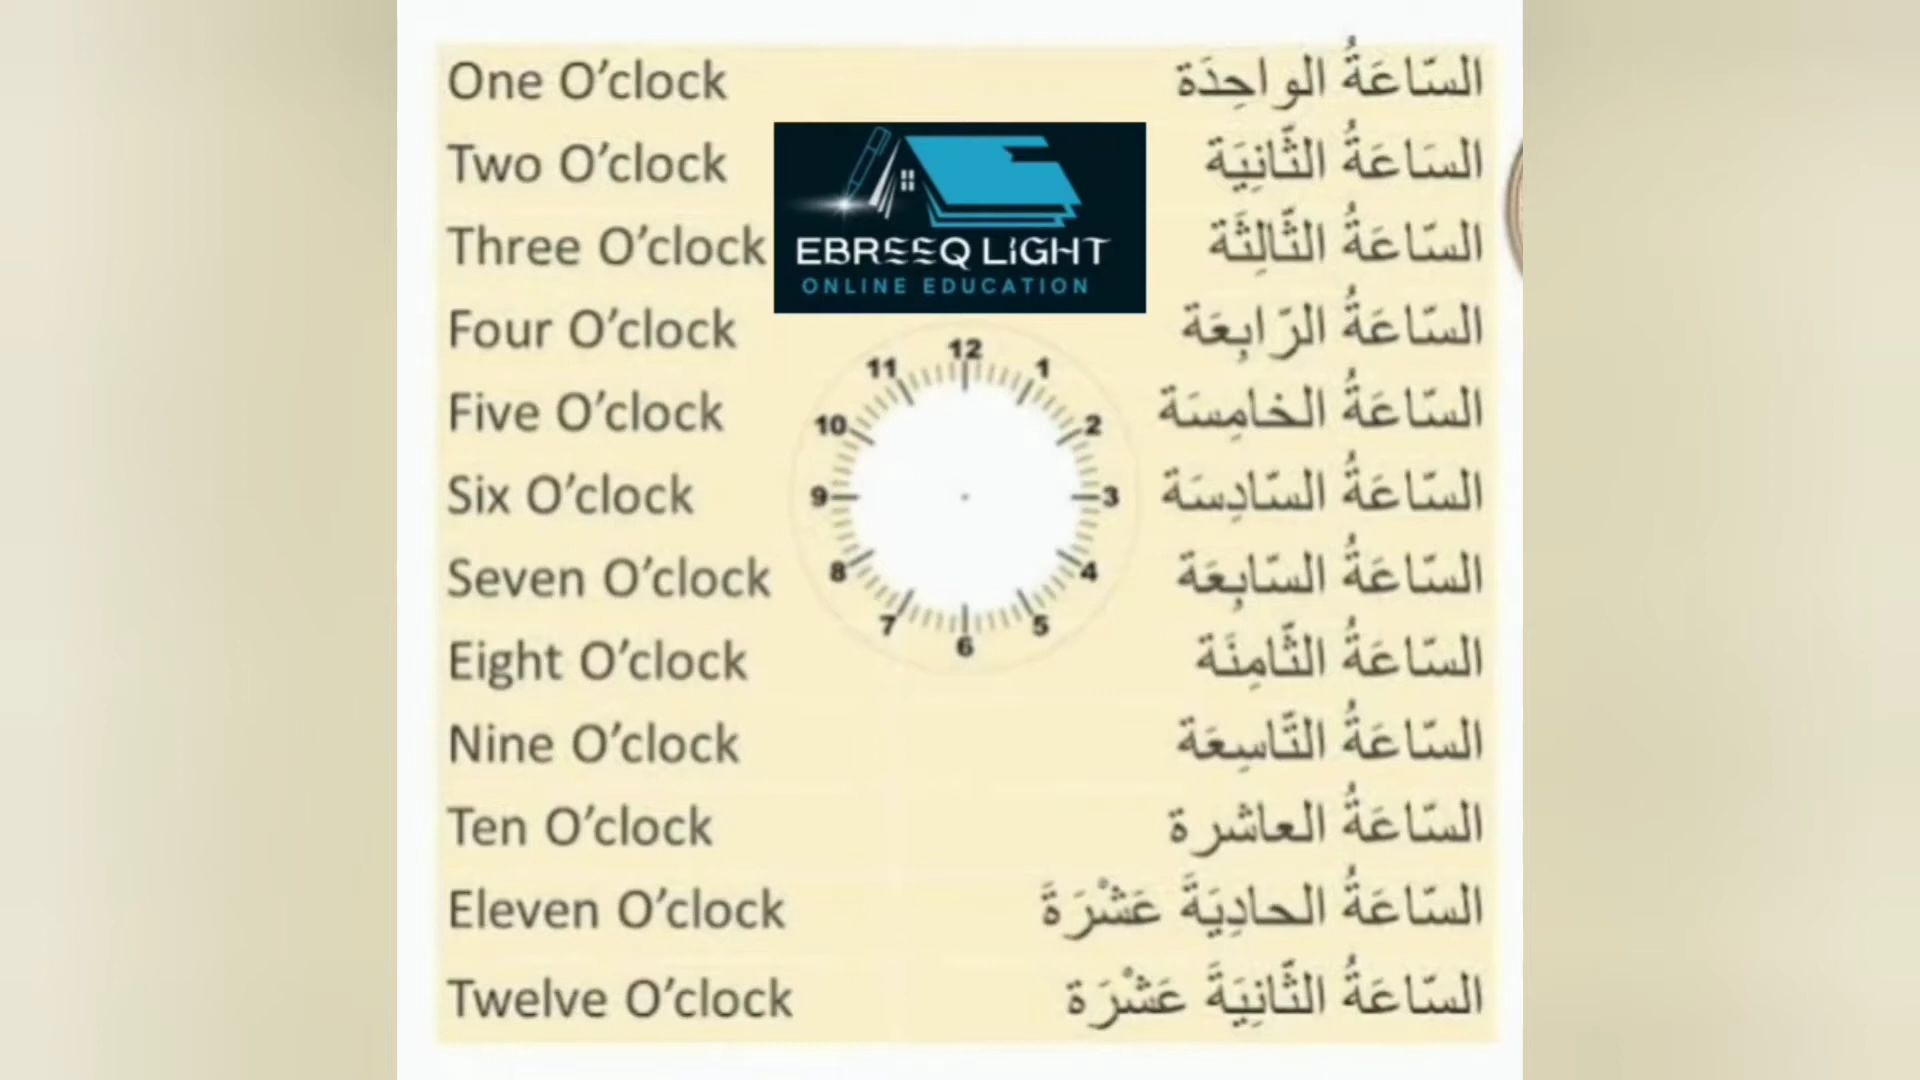 One O’clock السّاعَةُ الواحِدَة
Two O’clock السَاعَةُ الثَّانِيَة
Three O’clock السّاعَةُ الثَّالِثَة
Four O’clock السّاعَةُ الرّابِعَة
Five O’clock السّاعَةُ الخامِسَة
Six O’clock السّاعَةُ السّادِسَة
Seven O’clock السّاعَةُ السّابِعَة
Eight O’clock السّاعَةُ الثَّامِنَة
Nine O’clock السّاعَةُ التَّاسِعَة
Ten O’clock السّاعَةُ العاشرة
Eleven O’clock السّاعَةُ الحادِيَةَ عَشْرَةَ
Twelve O’clock السّاعَةُ الثَّانِيَةَ عَشْرَة
EBREEQ LIGHT
ONLINE EDUCATION
12
11
1
10
2
9
3
8
4
7
5
6